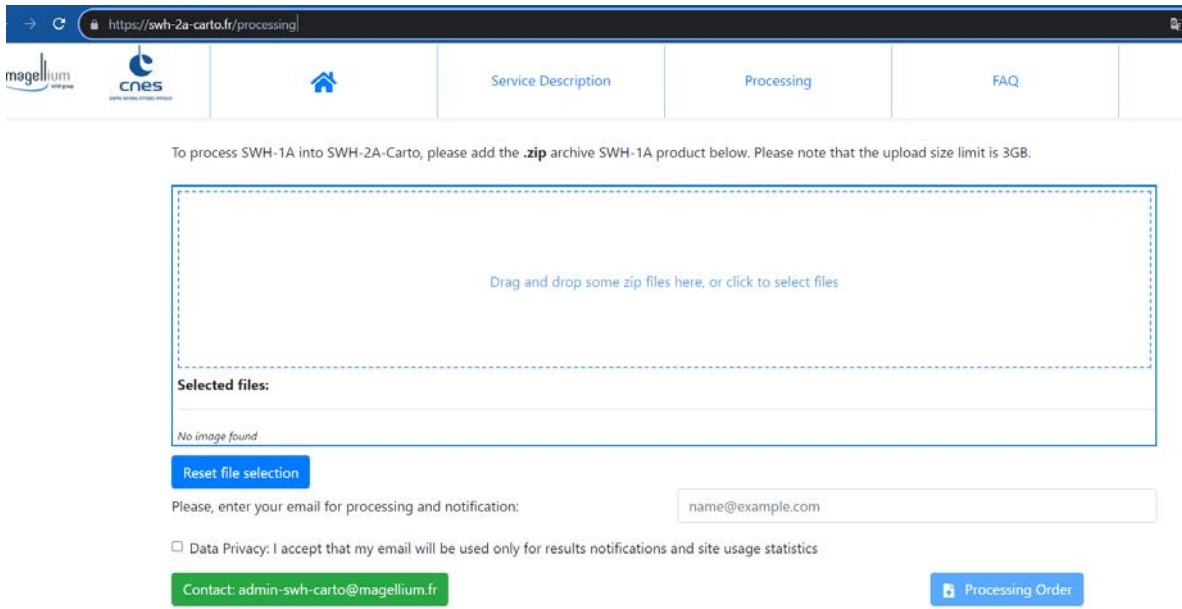 https://swh-2a-carto.fr/processing
magellium
cnes
Service Description
Processing
FAQ
To process SWH-1A into SWH-2A-Carto, please add the .zip archive SWH-1A product below. Please note that the upload size limit is 3GB.
Drag and drop some zip files here, or click to select files
Selected files:
No image found
Reset file selection
Please, enter your email for processing and notification:
name@example.com
Data Privacy: I accept that my email will be used only for results notifications and site usage statistics
Contact: admin-swh-carto@magellium.fr
Processing Order